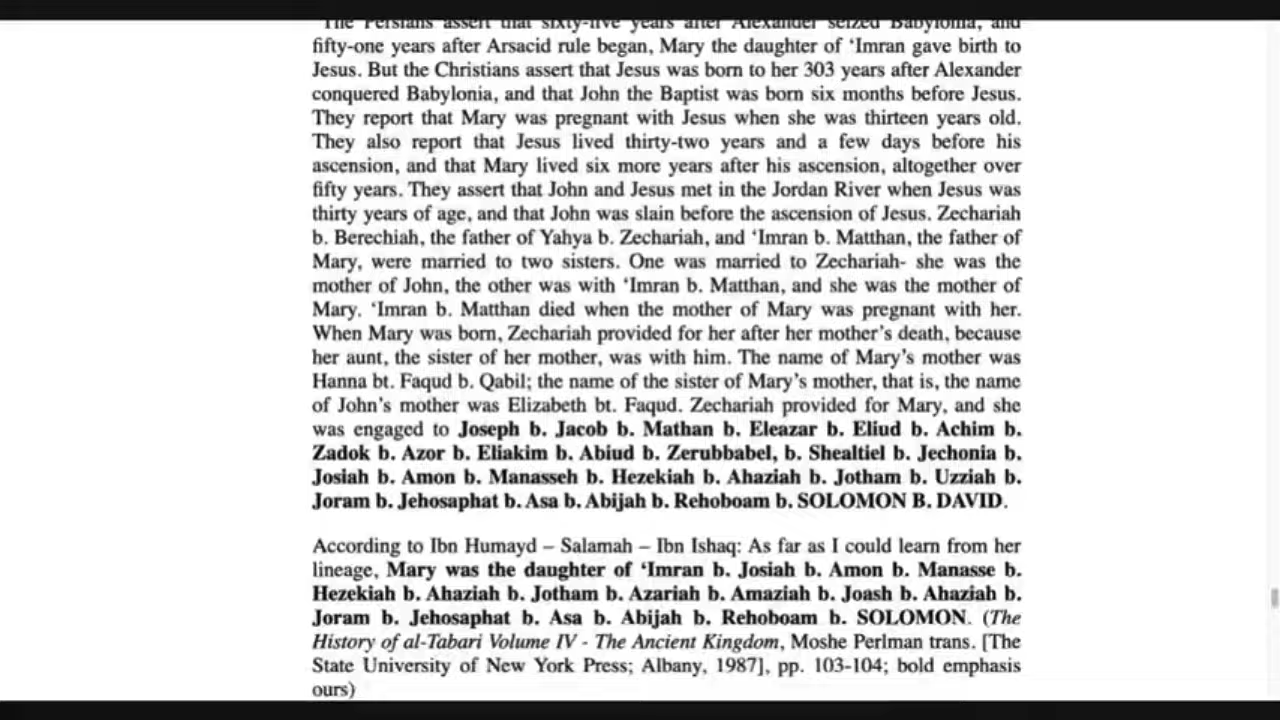 The Persians assert that sixty-five years after Alexander seized Babylonia, and
fifty-one years after Arsacid rule began, Mary the daughter of ‘Imran gave birth to
Jesus. But the Christians assert that Jesus was born to her 303 years after Alexander
conquered Babylonia, and that John the Baptist was born six months before Jesus.
They report that Mary was pregnant with Jesus when she was thirteen years old.
They also report that Jesus lived thirty-two years and a few days before his
ascension, and that Mary lived six more years after his ascension, altogether over
fifty years. They assert that John and Jesus met in the Jordan River when Jesus was
thirty years of age, and that John was slain before the ascension of Jesus. Zechariah
b. Berechiah, the father of Yahya b. Zechariah, and ‘Imran b. Matthan, the father of
Mary, were married to two sisters. One was married to Zechariah- she was the
mother of John, the other was with ‘Imran b. Matthan, and she was the mother of
Mary. ‘Imran b. Matthan died when the mother of Mary was pregnant with her.
When Mary was born, Zechariah provided for her after her mother’s death, because
her aunt, the sister of her mother, was with him. The name of Mary’s mother was
Hanna bt. Faqud b. Qabil; the name of the sister of Mary’s mother, that is, the name
of John’s mother was Elizabeth bt. Faqud. Zechariah provided for Mary, and she
was engaged to Joseph b. Jacob b. Mathan b. Eleazar b. Eliud b. Achim b.
Zadok b. Azor b. Eliakim b. Abiud b. Zerubbabel, b. Shealtiel b. Jechonia b.
Josiah b. Amon b. Manasseh b. Hezekiah b. Ahaziah b. Jotham b. Uzziah b.
Joram b. Jehosaphat b. Asa b. Abijah b. Rehoboam b. SOLOMON B. DAVID.
According to Ibn Humayd – Salamah – Ibn Ishaq: As far as I could learn from her
lineage, Mary was the daughter of ‘Imran b. Josiah b. Amon b. Manasse b.
Hezekiah b. Ahaziah b. Jotham b. Azariah b. Amaziah b. Joash b. Ahaziah b.
Joram b. Jehosaphat b. Asa b. Abijah b. Rehoboam b. SOLOMON. (The
History of al-Tabari Volume IV - The Ancient Kingdom, Moshe Perlman trans. [The
State University of New York Press; Albany, 1987], pp. 103-104; bold emphasis
ours)